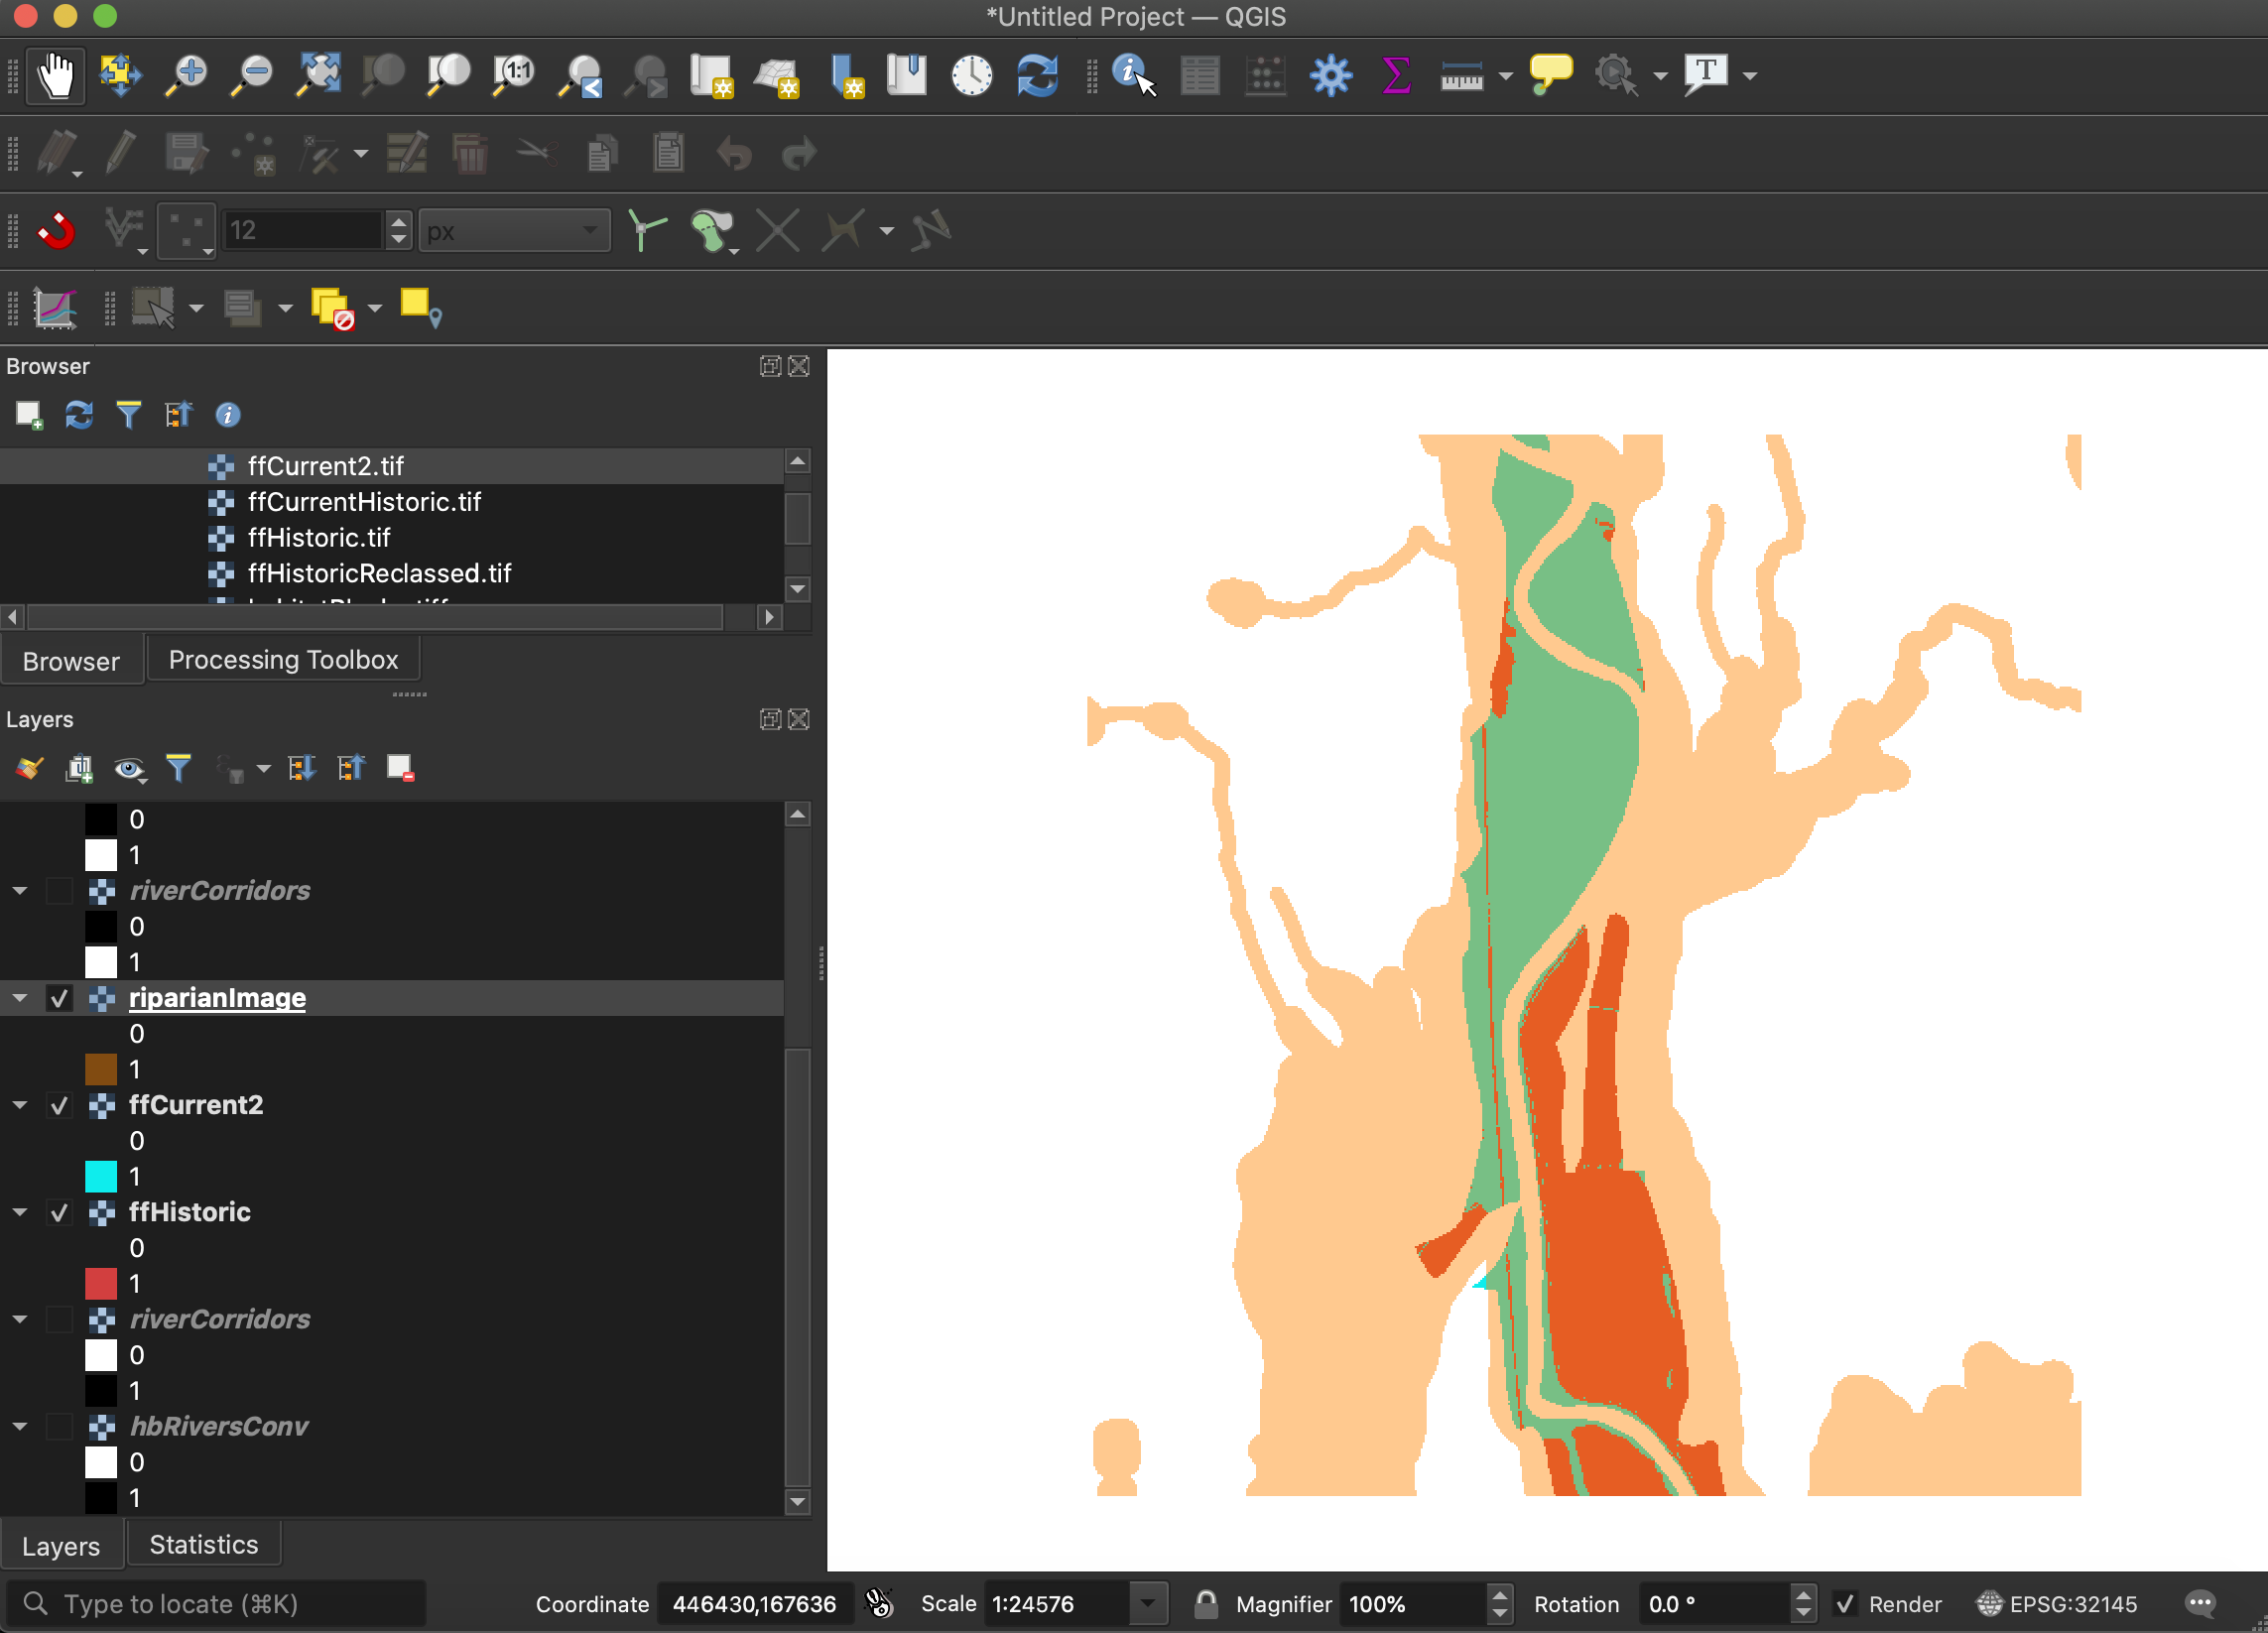 *Untitled Project — QGIS
1:1
i
T
12
px
Browser
ffCurrent2.tif
ffCurrentHistoric.tif
ffHistoric.tif
ffHistoricReclassed.tif
Browser
Processing Toolbox
Layers
0
1
riverCorridors
0
1
riparianImage
0
1
ffCurrent2
0
1
ffHistoric
0
1
riverCorridors
0
1
hbRiversConv
0
1
Layers
Statistics
Type to locate (⌘K)
Coordinate
446430,167636
Scale
1:24576
Magnifier
100%
Rotation
0.0 °
Render
EPSG:32145